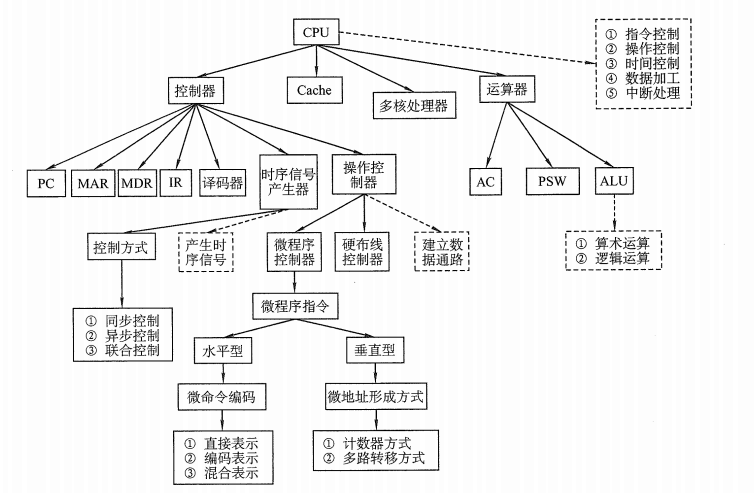 CPU
① 指令控制
② 操作控制
③ 时间控制
④ 数据加工
⑤ 中断处理
控制器
Cache
多核处理器
运算器
PC
MAR
MDR
IR
译码器
时序信号
产生器
操作控
制器
AC
PSW
ALU
控制方式
产生时
序信号
微程序
控制器
硬布线
控制器
建立数
据通路
① 算术运算
② 逻辑运算
微程序指令
① 同步控制
② 异步控制
③ 联合控制
水平型
垂直型
微命令编码
微地址形成方式
① 直接表示
② 编码表示
③ 混合表示
① 计数器方式
② 多路转移方式